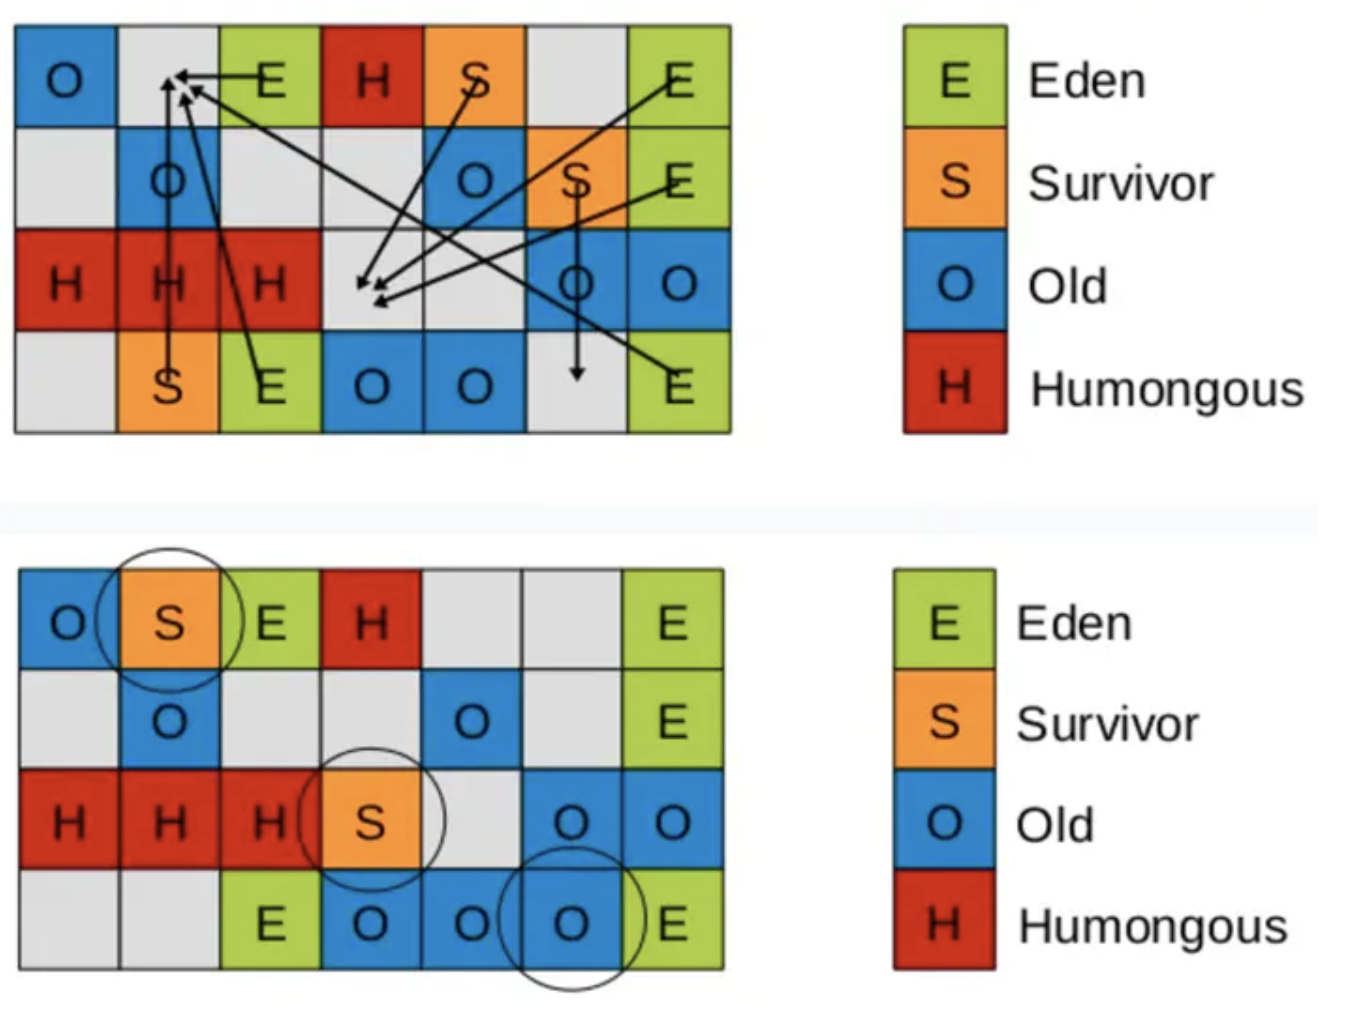 O E H S E E Eden
O O S E S Survivor
H H H O O O Old
S E O O E H Humongous
O S E H E E Eden
O O E S Survivor
H H H S O O O Old
E O O O E H Humongous